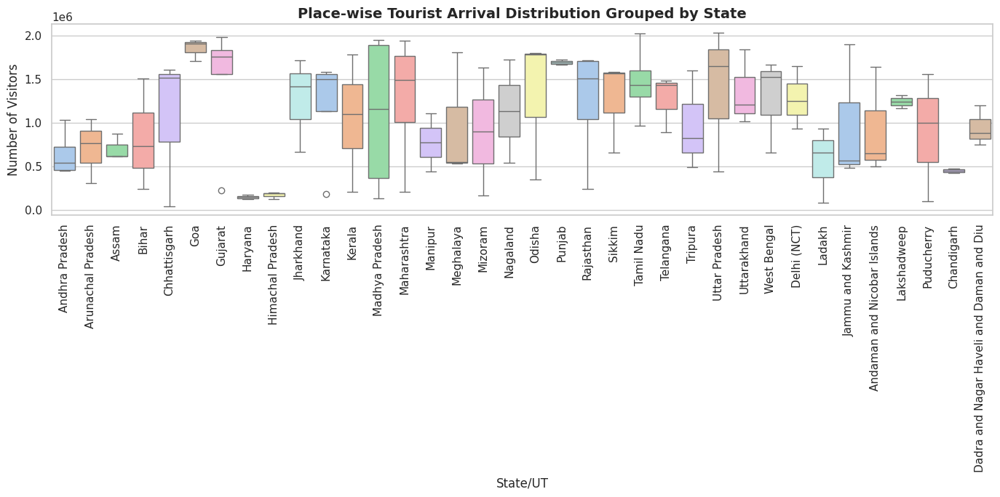 Place-wise Tourist Arrival Distribution Grouped by State
1e6
Number of Visitors
2.0
1.5
1.0
0.5
0.0
Andhra Pradesh
Arunachal Pradesh
Assam
Bihar
Chhattisgarh
Goa
Gujarat
Haryana
Himachal Pradesh
Jharkhand
Karnataka
Kerala
Madhya Pradesh
Maharashtra
Manipur
Meghalaya
Mizoram
Nagaland
Odisha
Punjab
Rajasthan
Sikkim
Tamil Nadu
Telangana
Tripura
Uttar Pradesh
Uttarakhand
West Bengal
Delhi (NCT)
Ladakh
Jammu and Kashmir
Andaman and Nicobar Islands
Lakshadweep
Puducherry
Chandigarh
Dadra and Nagar Haveli and Daman and Diu
State/UT